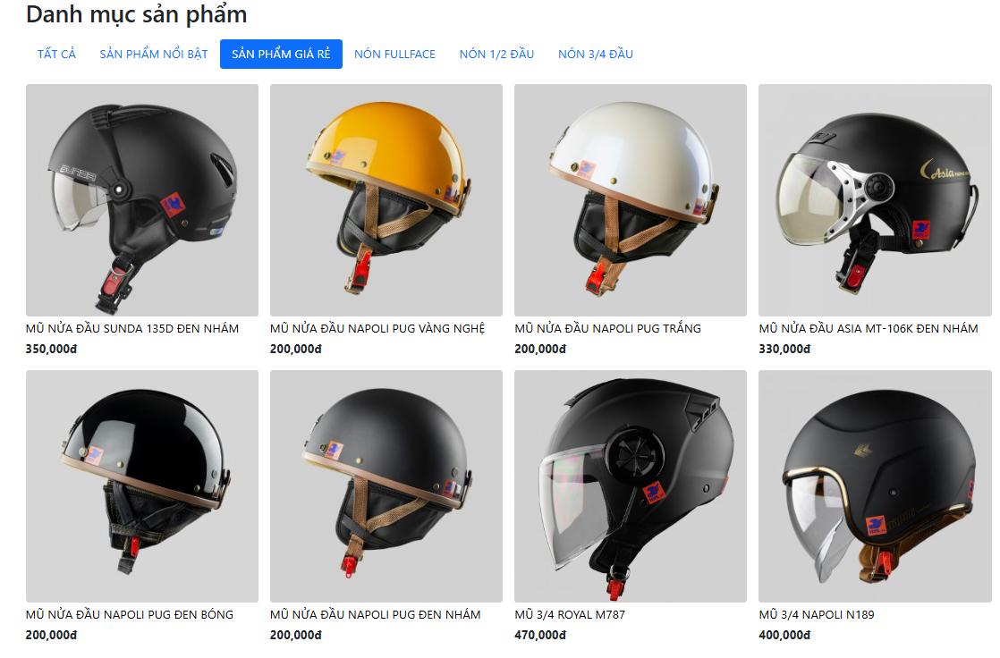 Danh mục sản phẩm
TẤT CẢ SẢN PHẨM NỔI BẬT SẢN PHẨM GIÁ RẺ NÓN FULLFACE NÓN 1/2 ĐẦU NÓN 3/4 ĐẦU
SUNDA
Asia
MŨ NỬA ĐẦU SUNDA 135D ĐEN NHÁM
350,000đ
MŨ NỬA ĐẦU NAPOLI PUG VÀNG NGHỆ
200,000đ
MŨ NỬA ĐẦU NAPOLI PUG TRẮNG
200,000đ
MŨ NỬA ĐẦU ASIA MT-106K ĐEN NHÁM
330,000đ
MŨ NỬA ĐẦU NAPOLI PUG ĐEN BÓNG
200,000đ
MŨ NỬA ĐẦU NAPOLI PUG ĐEN NHÁM
200,000đ
MŨ 3/4 ROYAL M787
470,000đ
MŨ 3/4 NAPOLI N189
400,000đ